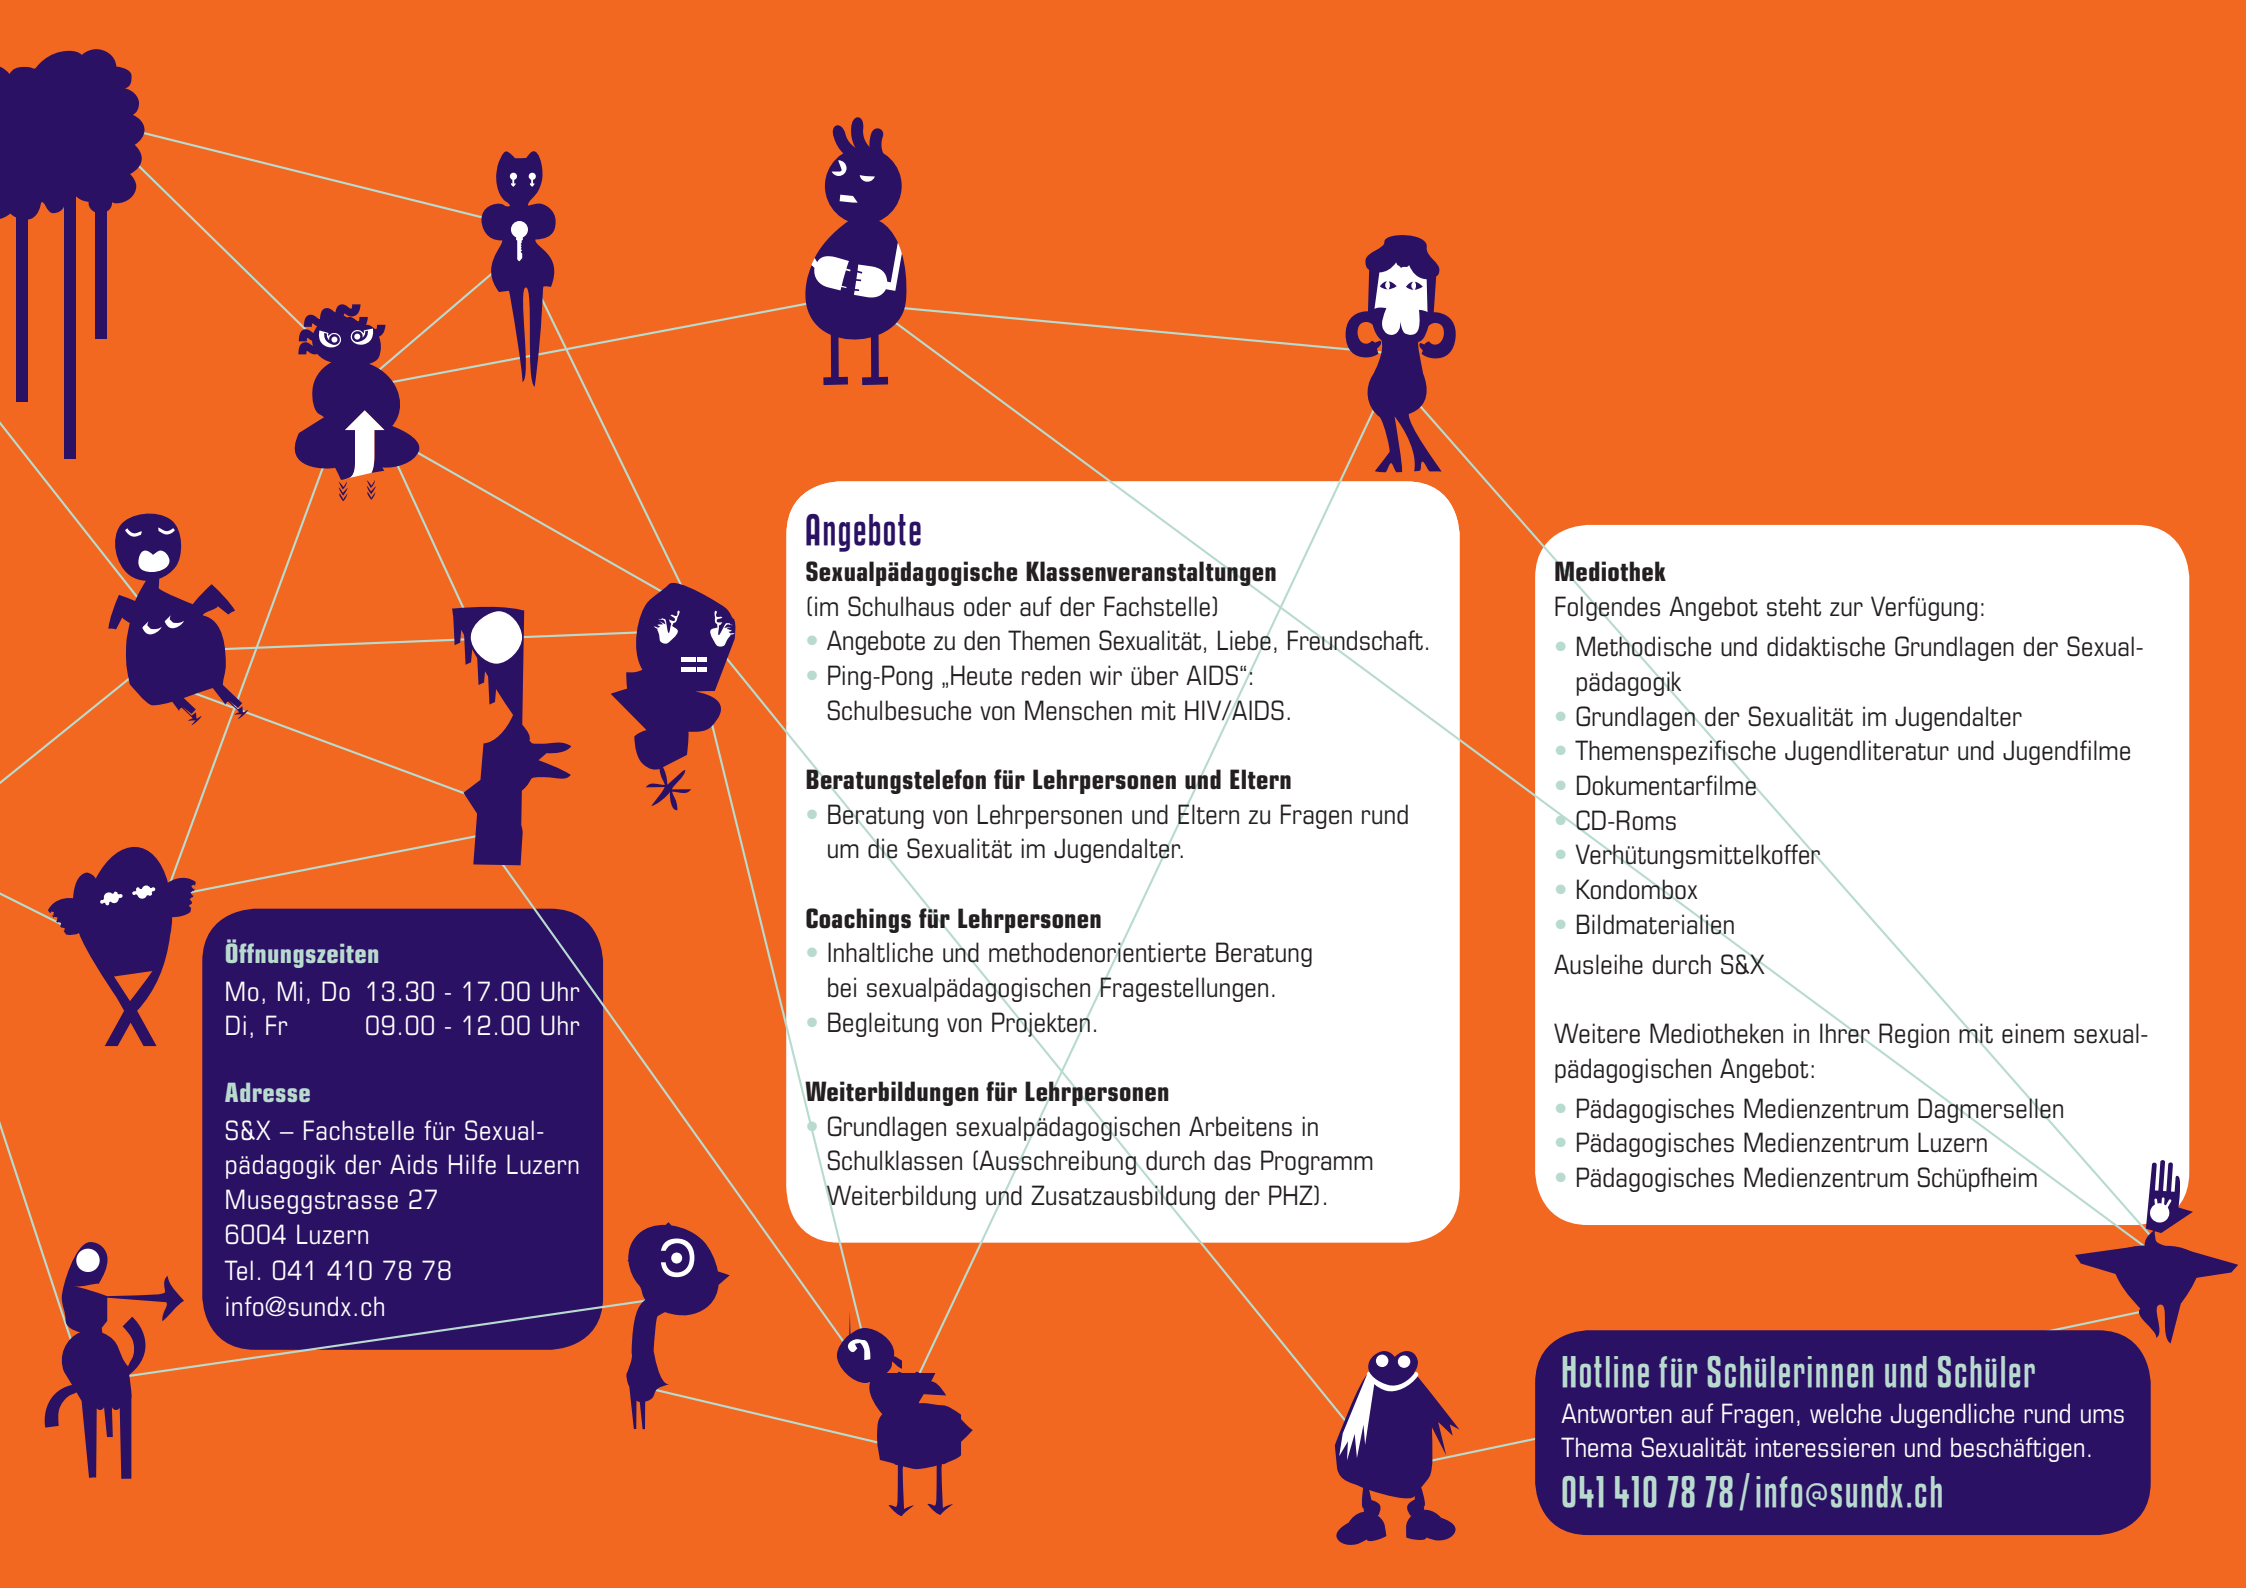 Öffnungszeiten
Mo, Mi, Do 13.30 - 17.00 Uhr
Di, Fr 09.00 - 12.00 Uhr
Adresse
S&X – Fachstelle für Sexual-
pädagogik der Aids Hilfe Luzern
Museggstrasse 27
6004 Luzern
Tel. 041 410 78 78
info@sundx.ch
Angebote
Sexualpädagogische Klassenveranstaltungen
(im Schulhaus oder auf der Fachstelle)
• Angebote zu den Themen Sexualität, Liebe, Freundschaft.
• Ping-Pong „Heute reden wir über AIDS“:
Schulbesuche von Menschen mit HIV/AIDS.
Beratungstelefon für Lehrpersonen und Eltern
• Beratung von Lehrpersonen und Eltern zu Fragen rund
um die Sexualität im Jugendalter.
Coachings für Lehrpersonen
• Inhaltliche und methodenorientierte Beratung
bei sexualpädagogischen Fragestellungen.
• Begleitung von Projekten.
Weiterbildungen für Lehrpersonen
• Grundlagen sexualpädagogischen Arbeitens in
Schulklassen (Ausschreibung durch das Programm
Weiterbildung und Zusatzausbildung der PHZ).
Mediothek
Folgendes Angebot steht zur Verfügung:
• Methodische und didaktische Grundlagen der Sexual-
pädagogik
• Grundlagen der Sexualität im Jugendalter
• Themenspezifische Jugendliteratur und Jugendfilme
• Dokumentarfilme
• CD-Roms
• Verhütungsmittelkoffer
• Kondombox
• Bildmaterialien
Ausleihe durch S&X
Weitere Mediotheken in Ihrer Region mit einem sexual-
pädagogischen Angebot:
• Pädagogisches Medienzentrum Dagmersellen
• Pädagogisches Medienzentrum Luzern
• Pädagogisches Medienzentrum Schüpfheim
Hotline für Schülerinnen und Schüler
Antworten auf Fragen, welche Jugendliche rund ums
Thema Sexualität interessieren und beschäftigen.
041 410 78 78 / info@sundx.ch